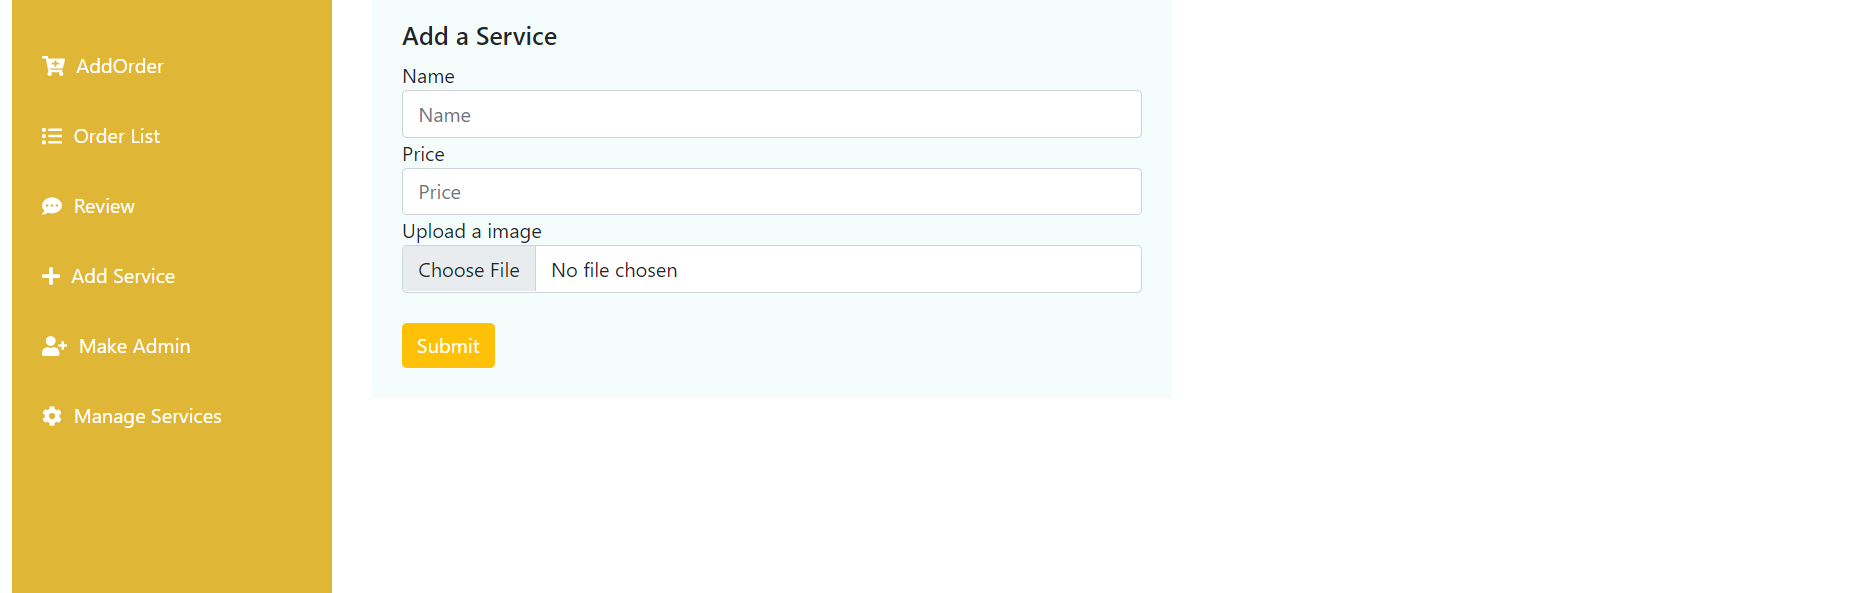 AddOrder
Order List
Review
Add Service
Make Admin
Manage Services
Add a Service
Name
Name
Price
Price
Upload a image
Choose File No file chosen
Submit